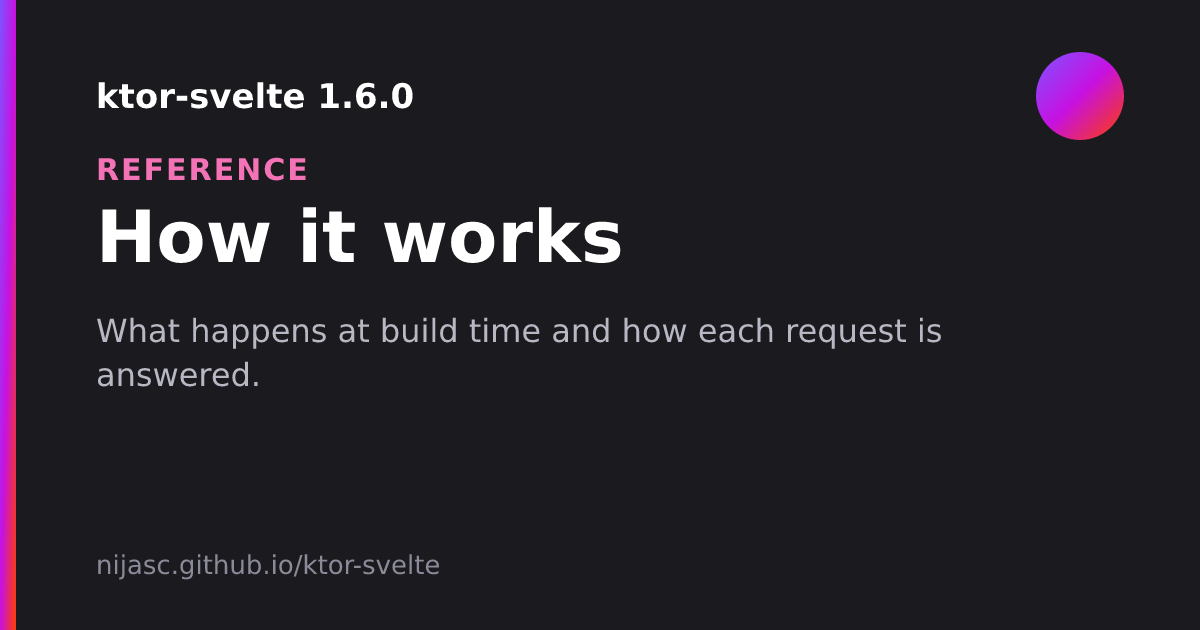 ktor-svelte 1.6.0
REFERENCE
How it works
What happens at build time and how each request is
answered.
nijasc.github.io/ktor-svelte